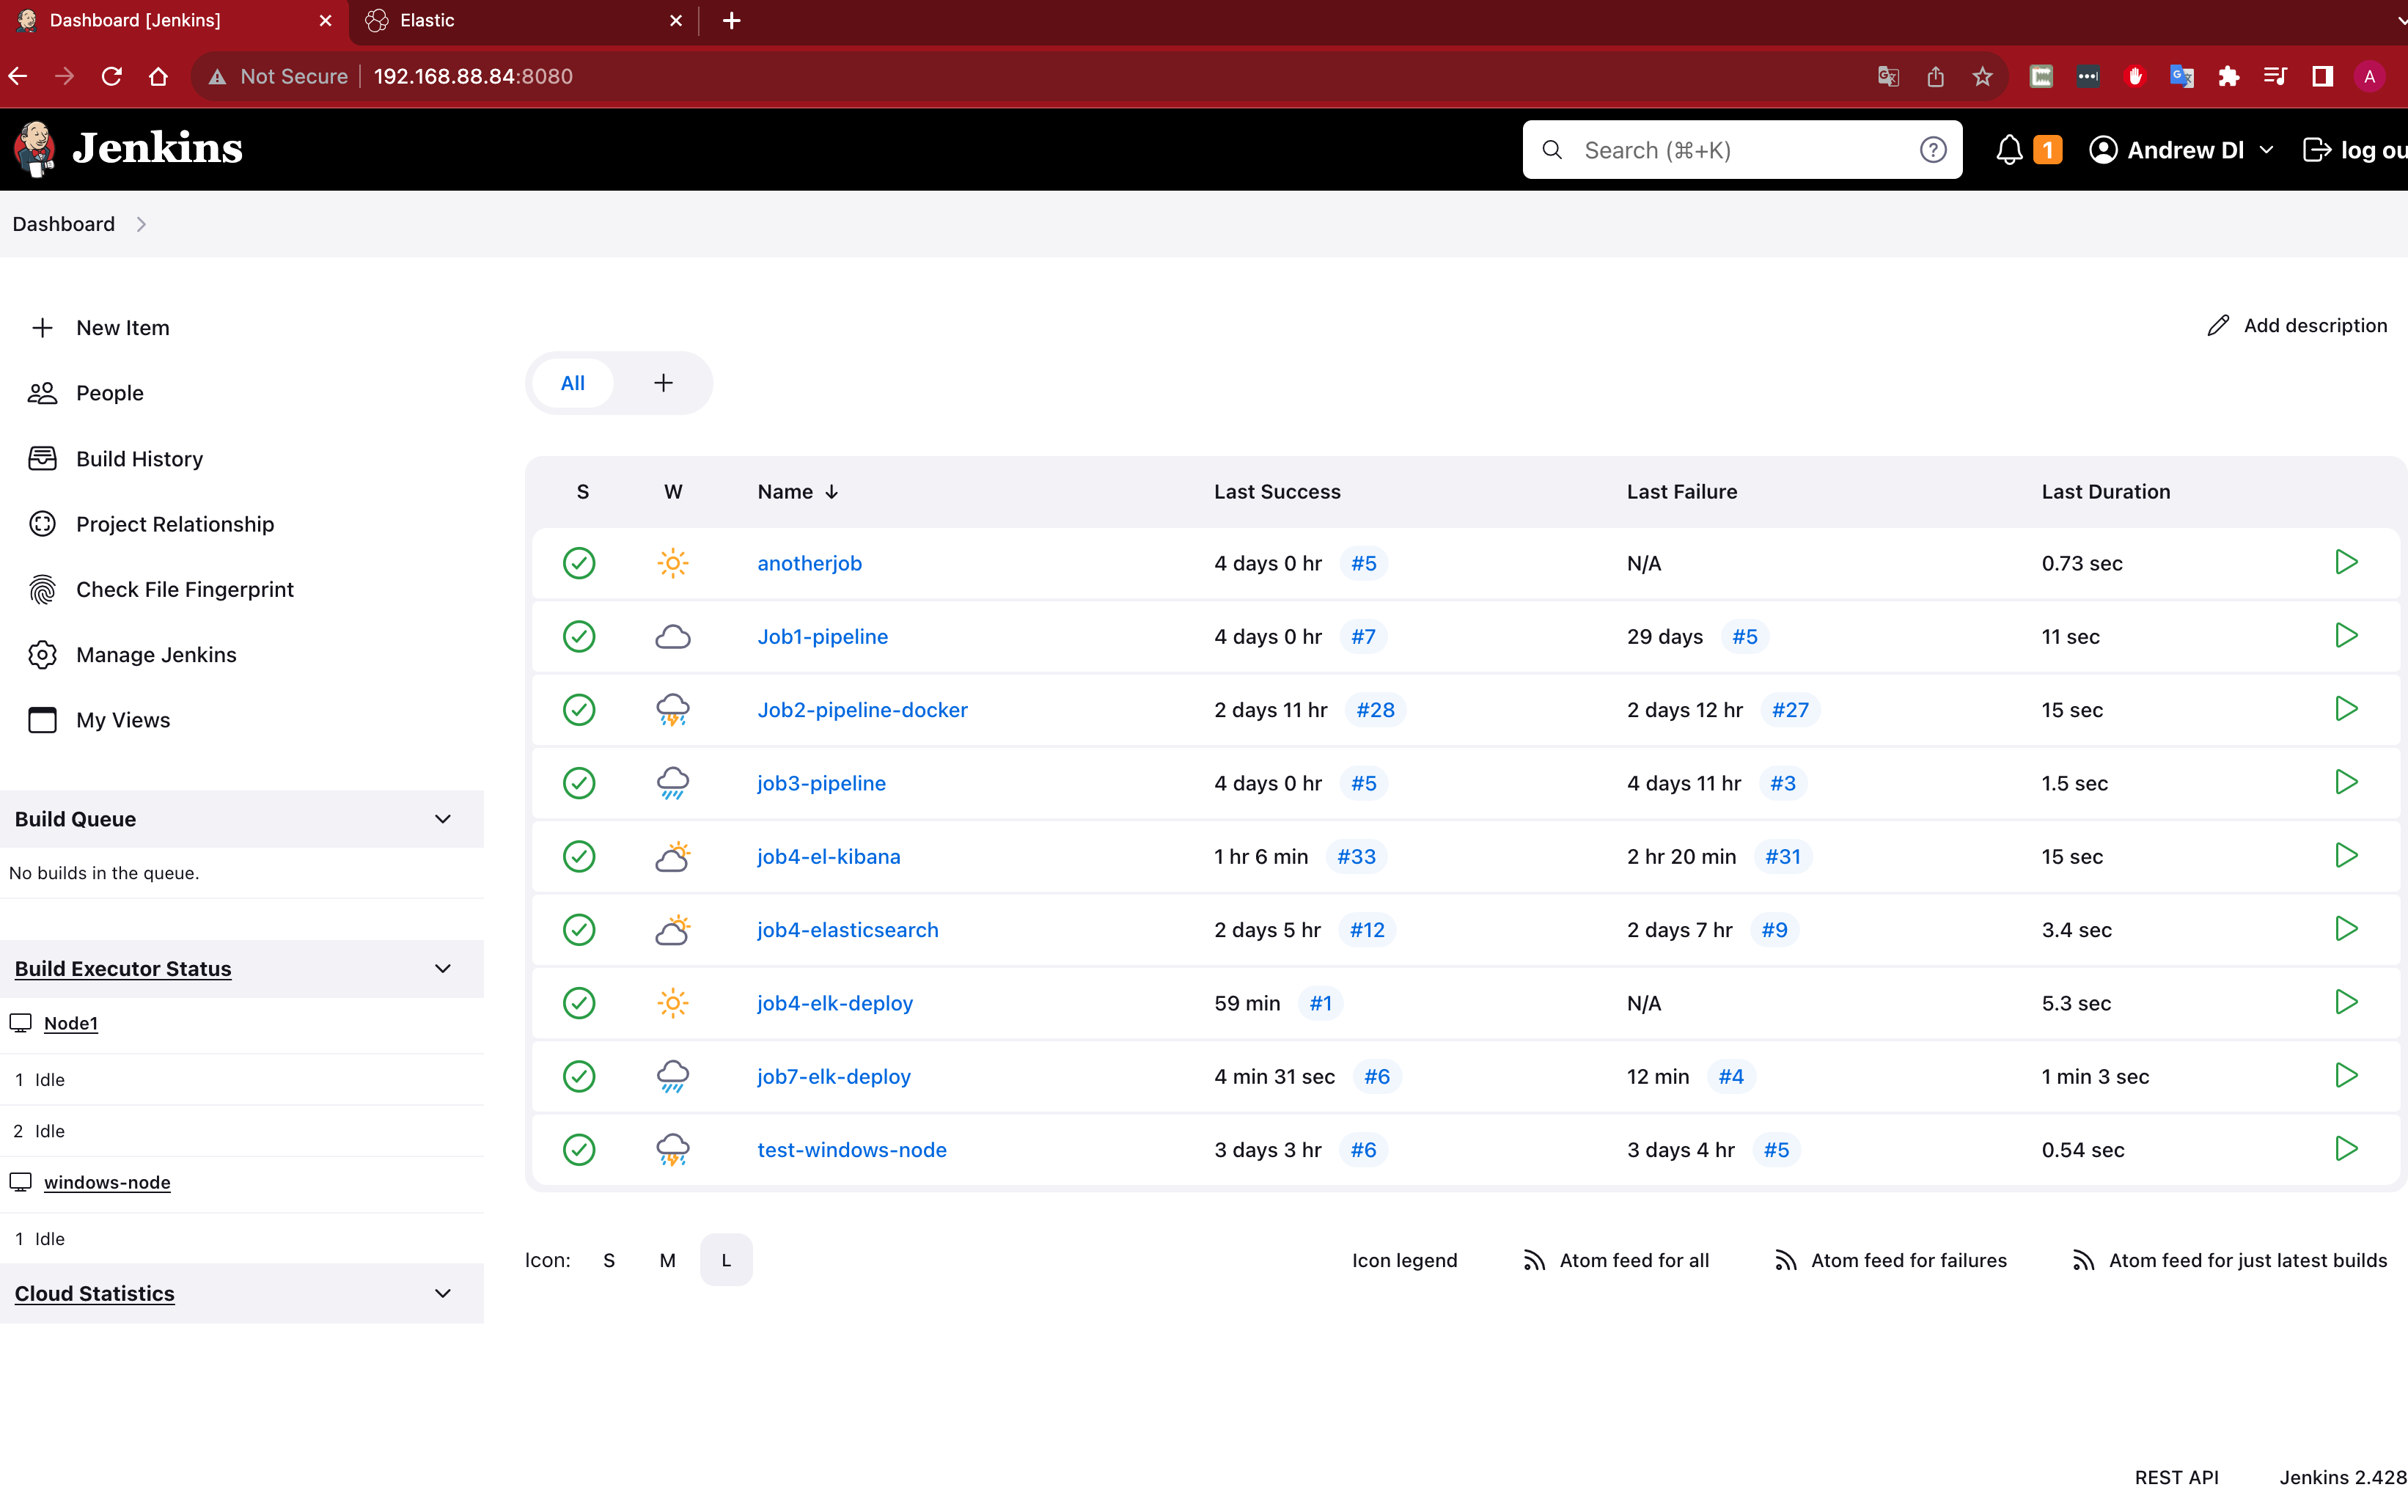 Dashboard [Jenkins]
Elastic
Not Secure
192.168.88.84:8080
A
Jenkins
Search (⌘+K)
1
Andrew Dl
log ou
Dashboard
New Item
People
Build History
Project Relationship
Check File Fingerprint
Manage Jenkins
My Views
Build Queue
No builds in the queue.
Build Executor Status
Node1
1 Idle
2 Idle
windows-node
1 Idle
Cloud Statistics
Add description
All
S W Name ↓ Last Success Last Failure Last Duration
anotherjob 4 days 0 hr #5 N/A 0.73 sec
Job1-pipeline 4 days 0 hr #7 29 days #5 11 sec
Job2-pipeline-docker 2 days 11 hr #28 2 days 12 hr #27 15 sec
job3-pipeline 4 days 0 hr #5 4 days 11 hr #3 1.5 sec
job4-el-kibana 1 hr 6 min #33 2 hr 20 min #31 15 sec
job4-elasticsearch 2 days 5 hr #12 2 days 7 hr #9 3.4 sec
job4-elk-deploy 59 min #1 N/A 5.3 sec
job7-elk-deploy 4 min 31 sec #6 12 min #4 1 min 3 sec
test-windows-node 3 days 3 hr #6 3 days 4 hr #5 0.54 sec
Icon: S M L
Icon legend
Atom feed for all
Atom feed for failures
Atom feed for just latest builds
REST API
Jenkins 2.428